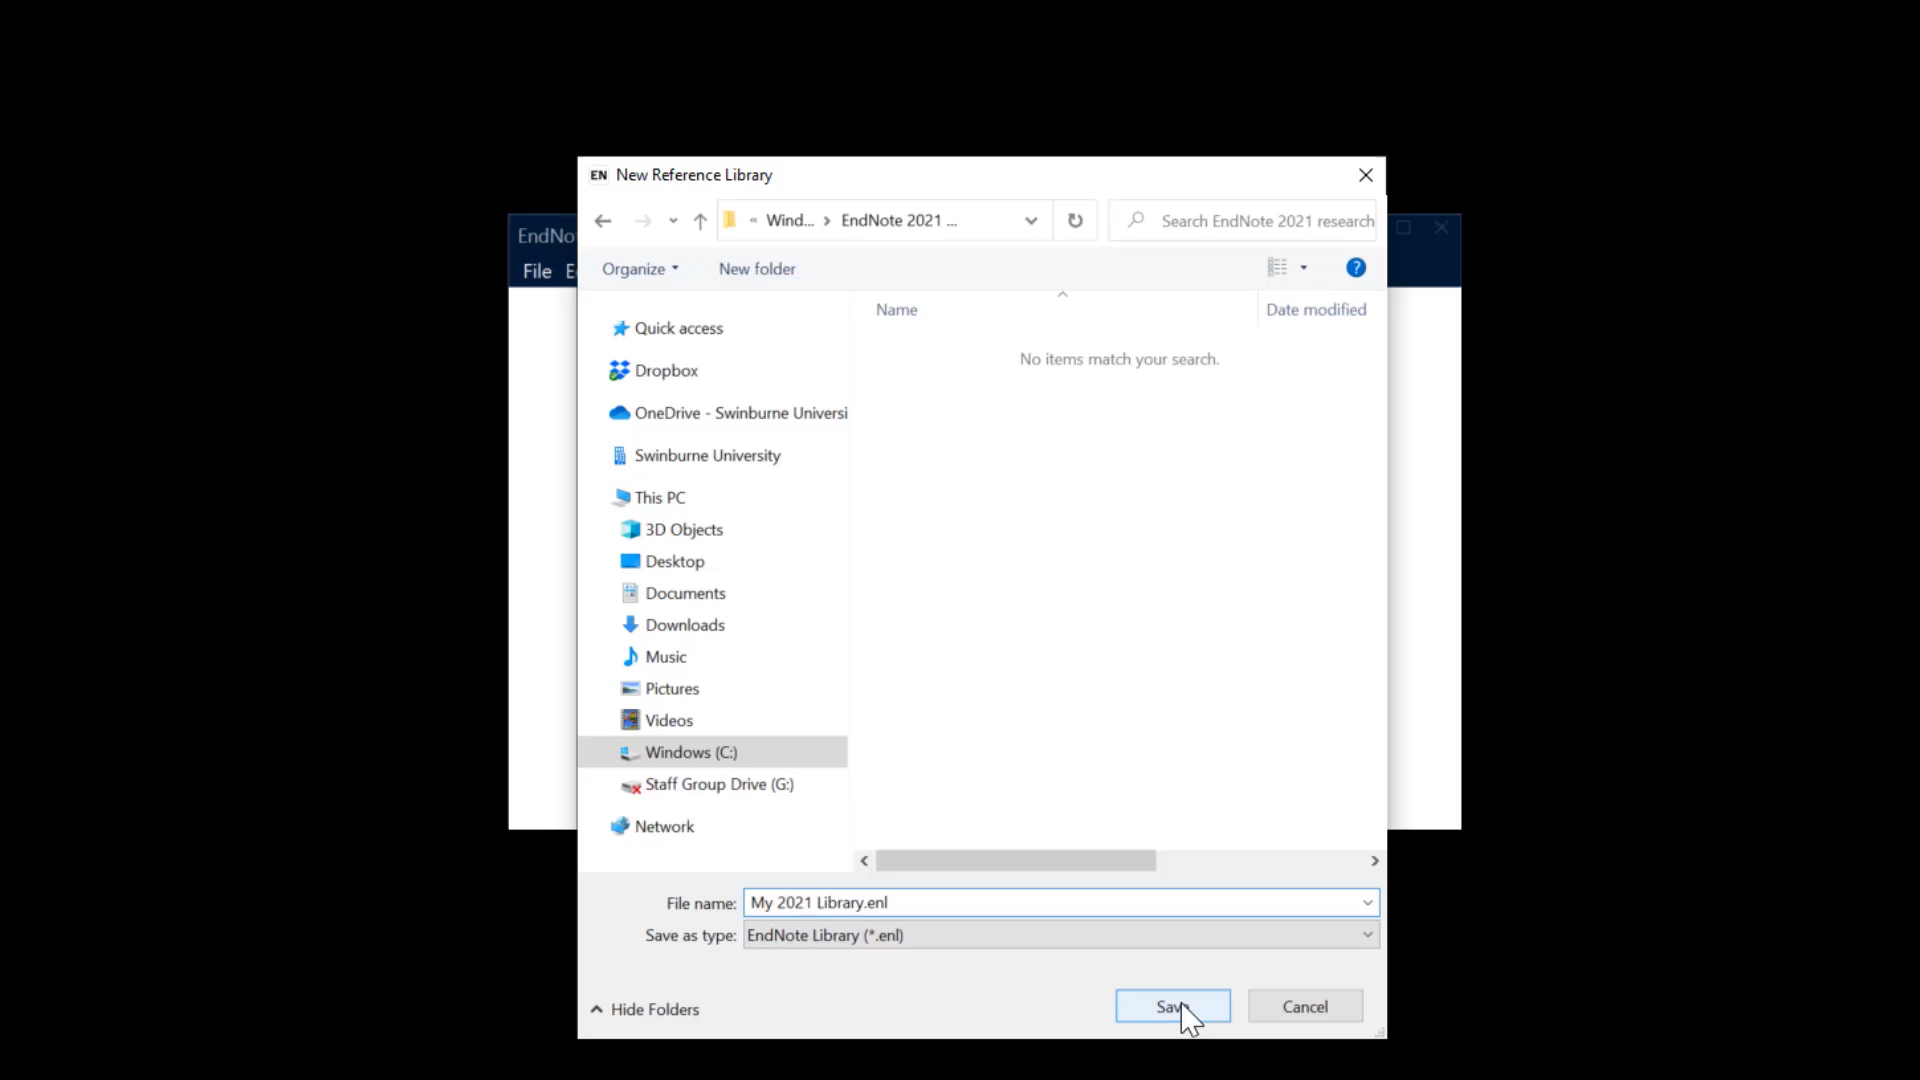 EN New Reference Library
« Wind... › EndNote 2021 ...
Search EndNote 2021 research
EndNo
File
Organize
New folder
?
Name
Date modified
No items match your search.
Quick access
Dropbox
OneDrive - Swinburne Universi
Swinburne University
This PC
3D Objects
Desktop
Documents
Downloads
Music
Pictures
Videos
Windows (C:)
Staff Group Drive (G:)
Network
File name: My 2021 Library.enl
Save as type: EndNote Library (*.enl)
Hide Folders
Save
Cancel